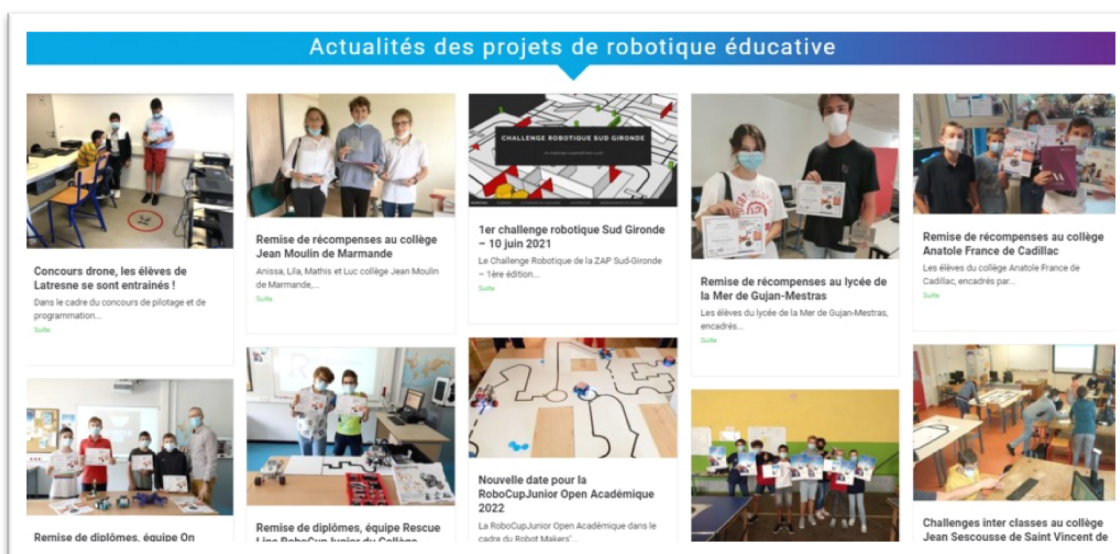 Actualités des projets de robotique éducative
Concours drone, les élèves de
Latresne se sont entrainés !
Dans le cadre du concours de pilotage et de
programmation...
Suite
Remise de récompenses au collège
Jean Moulin de Marmande
Anissa, Lila, Mathis et Luc collège Jean Moulin
de Marmande,...
Suite
CHALLENGE ROBOTIQUE SUD GIRONDE
1er challenge robotique Sud Gironde
– 10 juin 2021
Le Challenge Robotique de la ZAP Sud-Gironde
– 1ère édition...
Suite
Remise de récompenses au lycée de
la Mer de Gujan-Mestras
Les élèves du lycée de la Mer de Gujan-Mestras,
encadrés...
Suite
Remise de récompenses au collège
Anatole France de Cadillac
Les élèves du collège Anatole France de
Cadillac, encadrés par...
Suite
Remise de diplômes, équipe On
Remise de diplômes, équipe Rescue
Line RoboCupJunior du Collège
Nouvelle date pour la
RoboCupJunior Open Académique
2022
La RoboCupJunior Open Académique dans le
cadre du Robot Makers'...
Challenges inter classes au collège
Jean Sescousse de Saint Vincent de